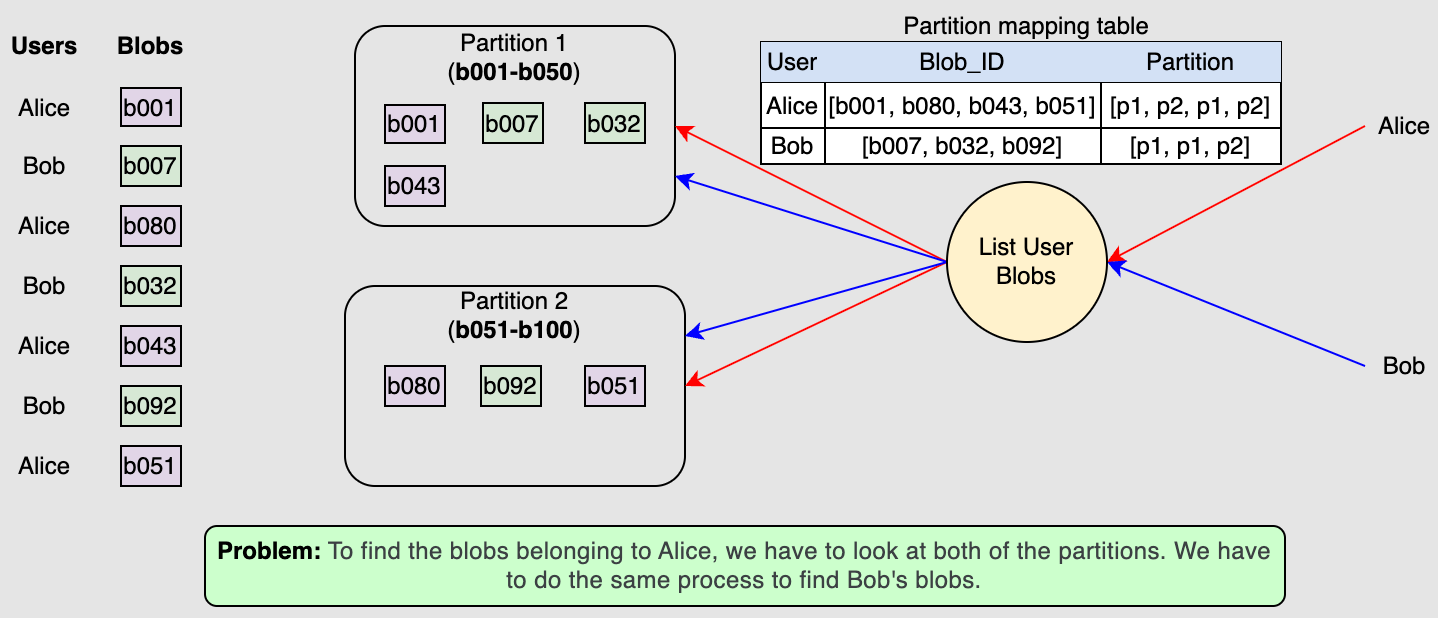 Users Blobs
Alice b001
Bob b007
Alice b080
Bob b032
Alice b043
Bob b092
Alice b051
Partition 1
(b001-b050)
b001 b007 b032
b043
Partition 2
(b051-b100)
b080 b092 b051
Partition mapping table
User Blob_ID Partition
Alice [b001, b080, b043, b051] [p1, p2, p1, p2]
Bob [b007, b032, b092] [p1, p1, p2]
List User
Blobs
Alice
Bob
Problem: To find the blobs belonging to Alice, we have to look at both of the partitions. We have
to do the same process to find Bob's blobs.